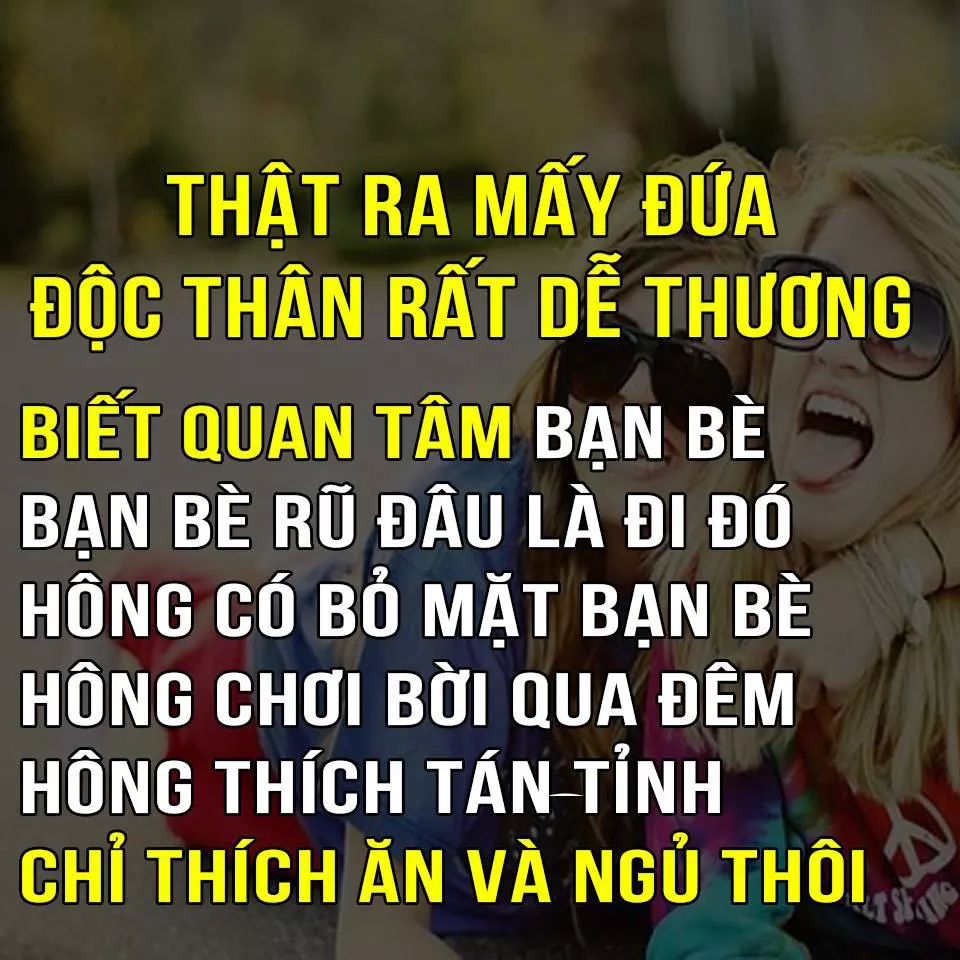 THẬT RA MẤY ĐỨA
ĐỘC THÂN RẤT DỄ THƯƠNG
BIẾT QUAN TÂM BẠN BÈ
BẠN BÈ RŨ ĐÂU LÀ ĐI ĐÓ
HÔNG CÓ BỎ MẶT BẠN BÈ
HÔNG CHƠI BỜI QUA ĐÊM
HÔNG THÍCH TÁN TỈNH
CHỈ THÍCH ĂN VÀ NGỦ THÔI